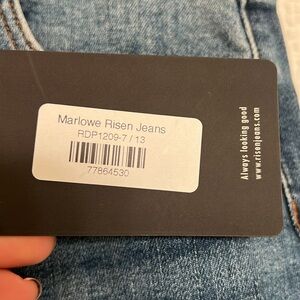 Marlowe Risen Jeans
RDP1209-7 / 13
77864530
Always looking good
www.risenjeans.com